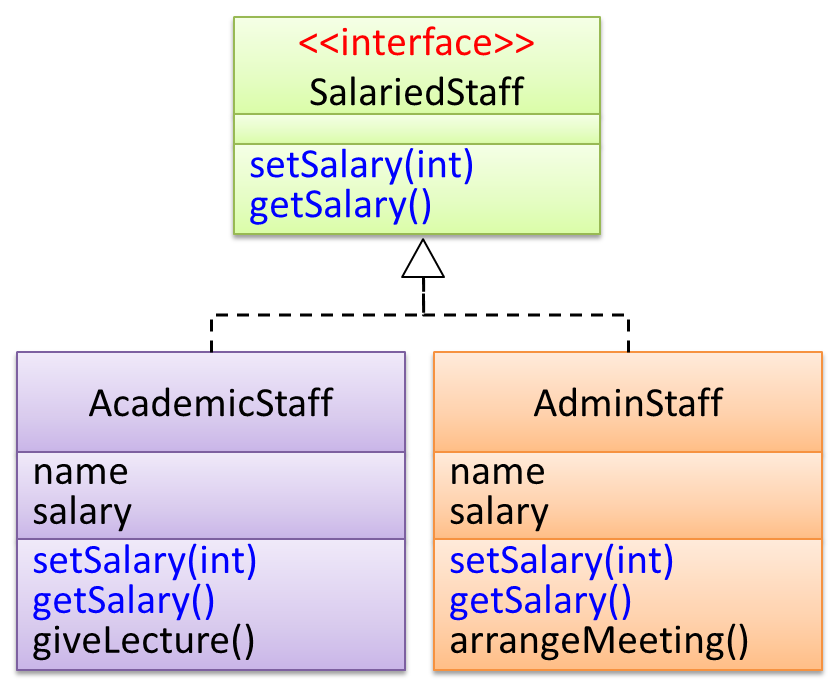 <<interface>>
SalariedStaff
setSalary(int)
getSalary()
AcademicStaff
name
salary
setSalary(int)
getSalary()
giveLecture()
AdminStaff
name
salary
setSalary(int)
getSalary()
arrangeMeeting()